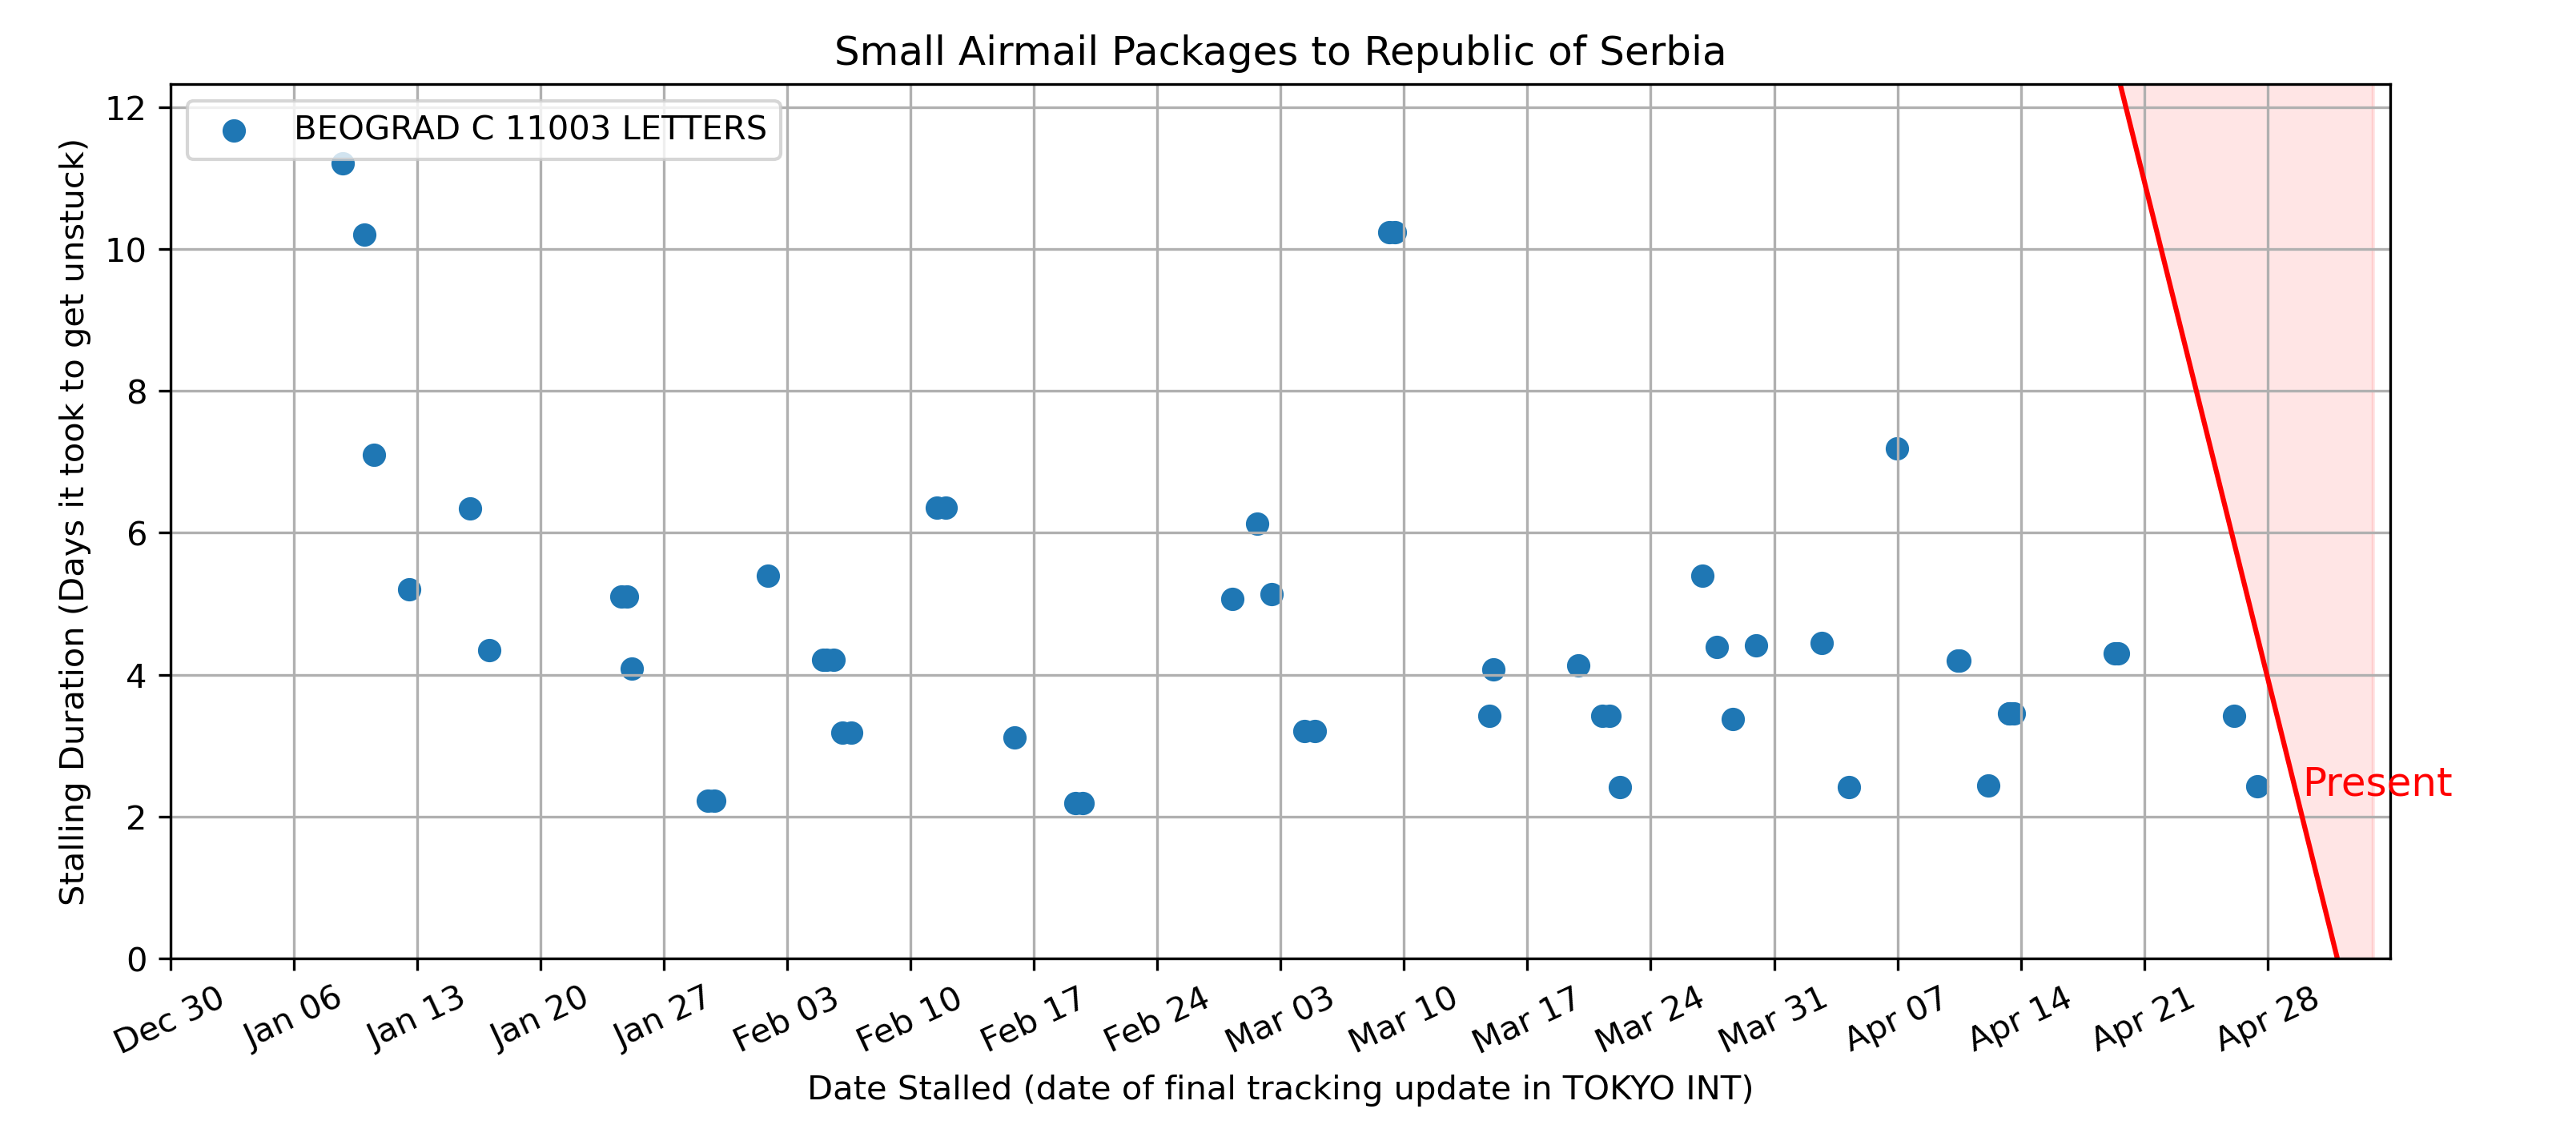 Small Airmail Packages to Republic of Serbia
BEOGRAD C 11003 LETTERS
Stalling Duration (Days it took to get unstuck)
12
10
8
6
4
2
0
Present
Dec 30
Jan 06
Jan 13
Jan 20
Jan 27
Feb 03
Feb 10
Feb 17
Feb 24
Mar 03
Mar 10
Mar 17
Mar 24
Mar 31
Apr 07
Apr 14
Apr 21
Apr 28
Date Stalled (date of final tracking update in TOKYO INT)